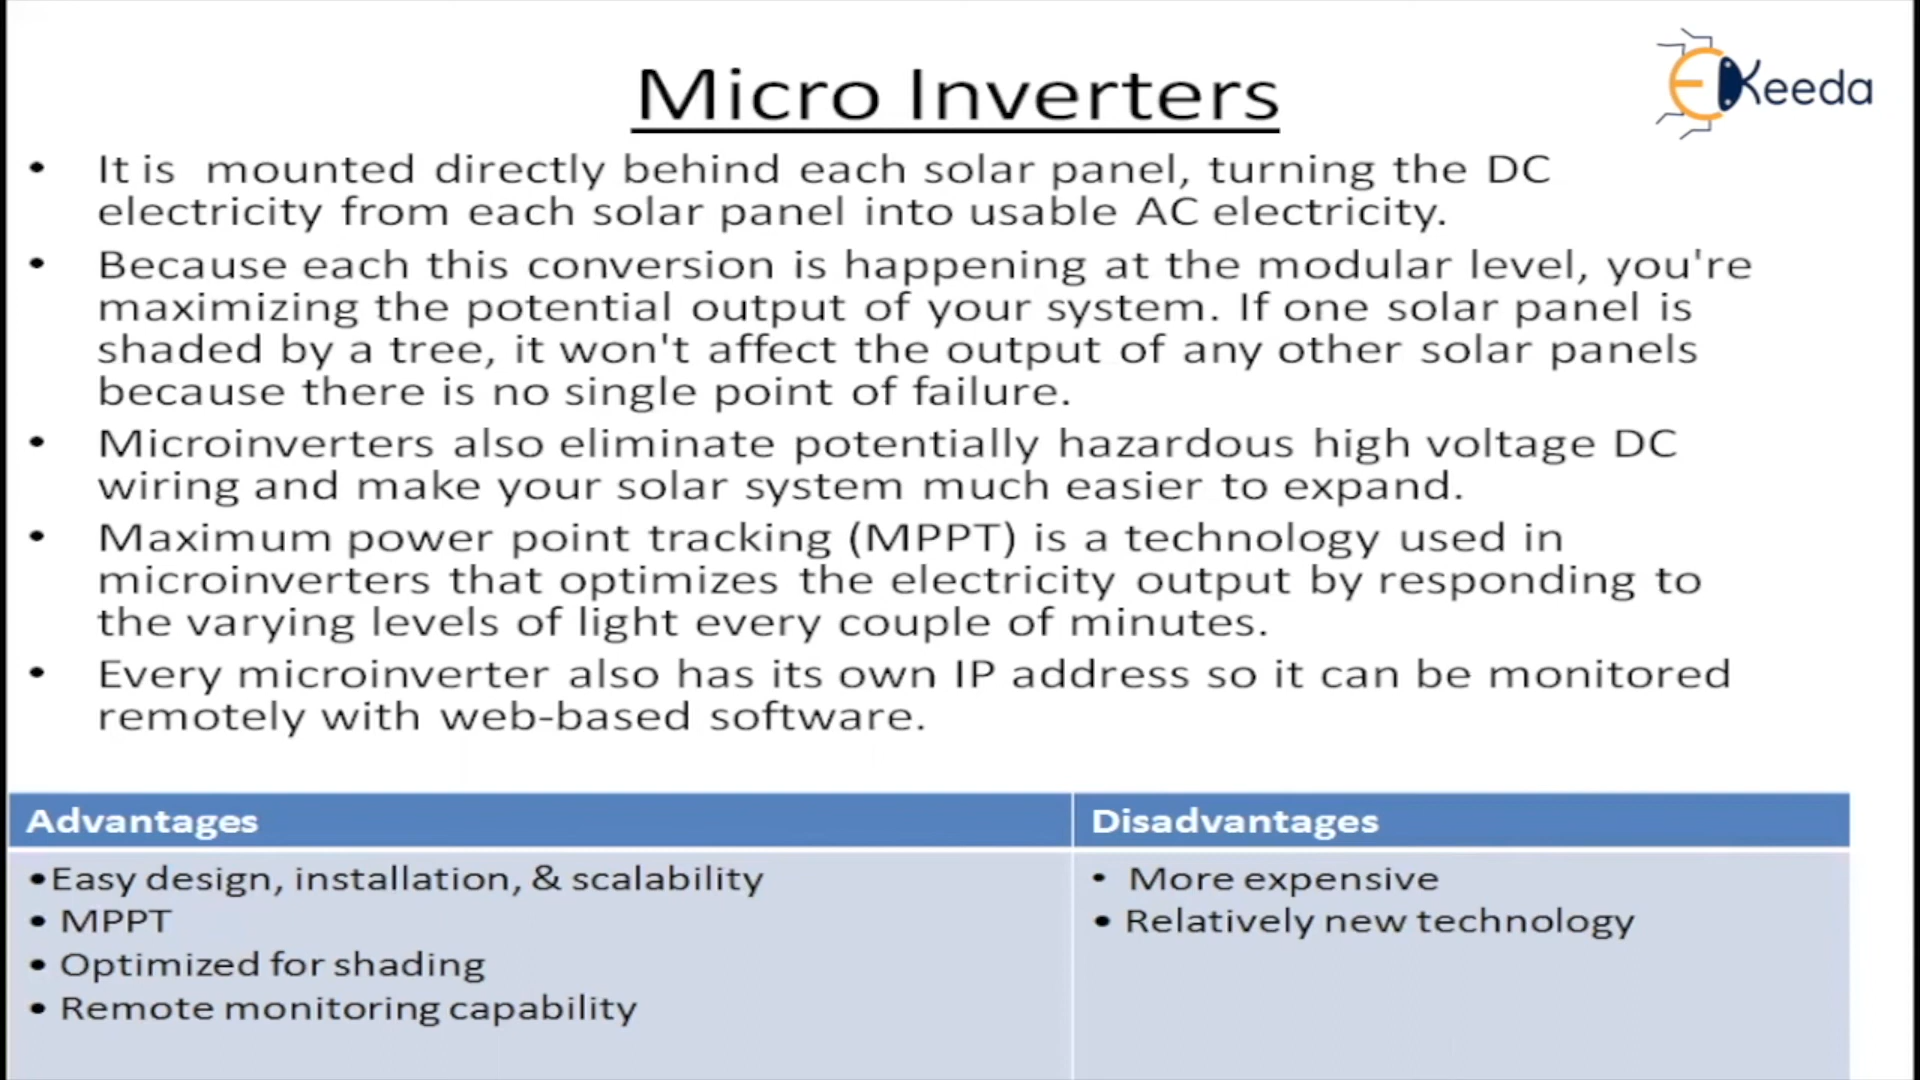 Micro Inverters
EKeeda
• It is mounted directly behind each solar panel, turning the DC
electricity from each solar panel into usable AC electricity.
• Because each this conversion is happening at the modular level, you're
maximizing the potential output of your system. If one solar panel is
shaded by a tree, it won't affect the output of any other solar panels
because there is no single point of failure.
• Microinverters also eliminate potentially hazardous high voltage DC
wiring and make your solar system much easier to expand.
• Maximum power point tracking (MPPT) is a technology used in
microinverters that optimizes the electricity output by responding to
the varying levels of light every couple of minutes.
• Every microinverter also has its own IP address so it can be monitored
remotely with web-based software.
Advantages
•Easy design, installation, & scalability
• MPPT
• Optimized for shading
• Remote monitoring capability
Disadvantages
• More expensive
• Relatively new technology